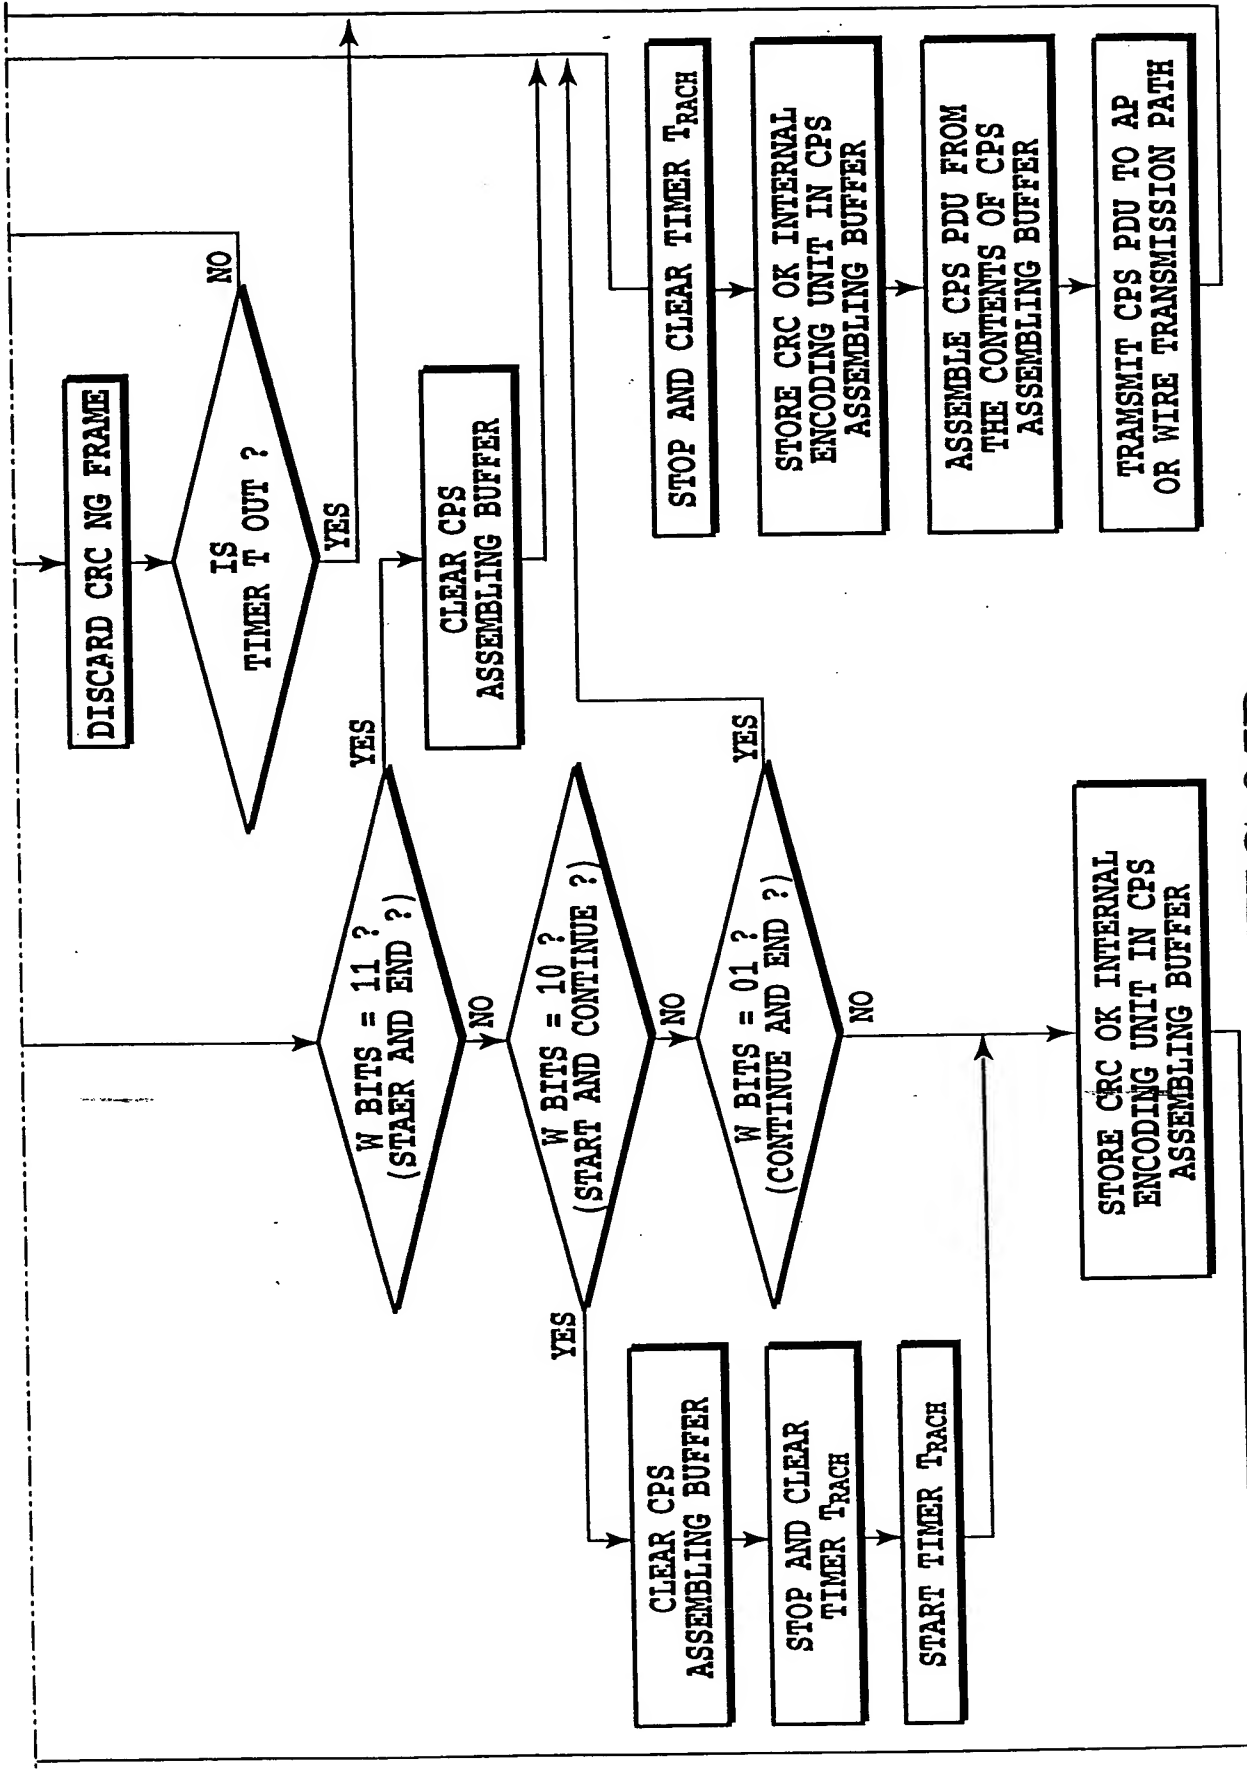 DISCARD CRC NG FRAME
IS
TIMER T OUT ?
NO
YES
W BITS = 11 ?
(STAER AND END ?)
YES
NO
CLEAR CPS
ASSEMBLING BUFFER
W BITS = 10 ?
(START AND CONTINUE ?)
YES
NO
W BITS = 01 ?
(CONTINUE AND END ?)
YES
NO
CLEAR CPS
ASSEMBLING BUFFER
STOP AND CLEAR
TIMER TRACH
START TIMER TRACH
STORE CRC OK INTERNAL
ENCODING UNIT IN CPS
ASSEMBLING BUFFER
STOP AND CLEAR TIMER TRACH
STORE CRC OK INTERNAL
ENCODING UNIT IN CPS
ASSEMBLING BUFFER
ASSEMBLE CPS PDU FROM
THE CONTENTS OF CPS
ASSEMBLING BUFFER
TRAMSMIT CPS PDU TO AP
OR WIRE TRANSMISSION PATH